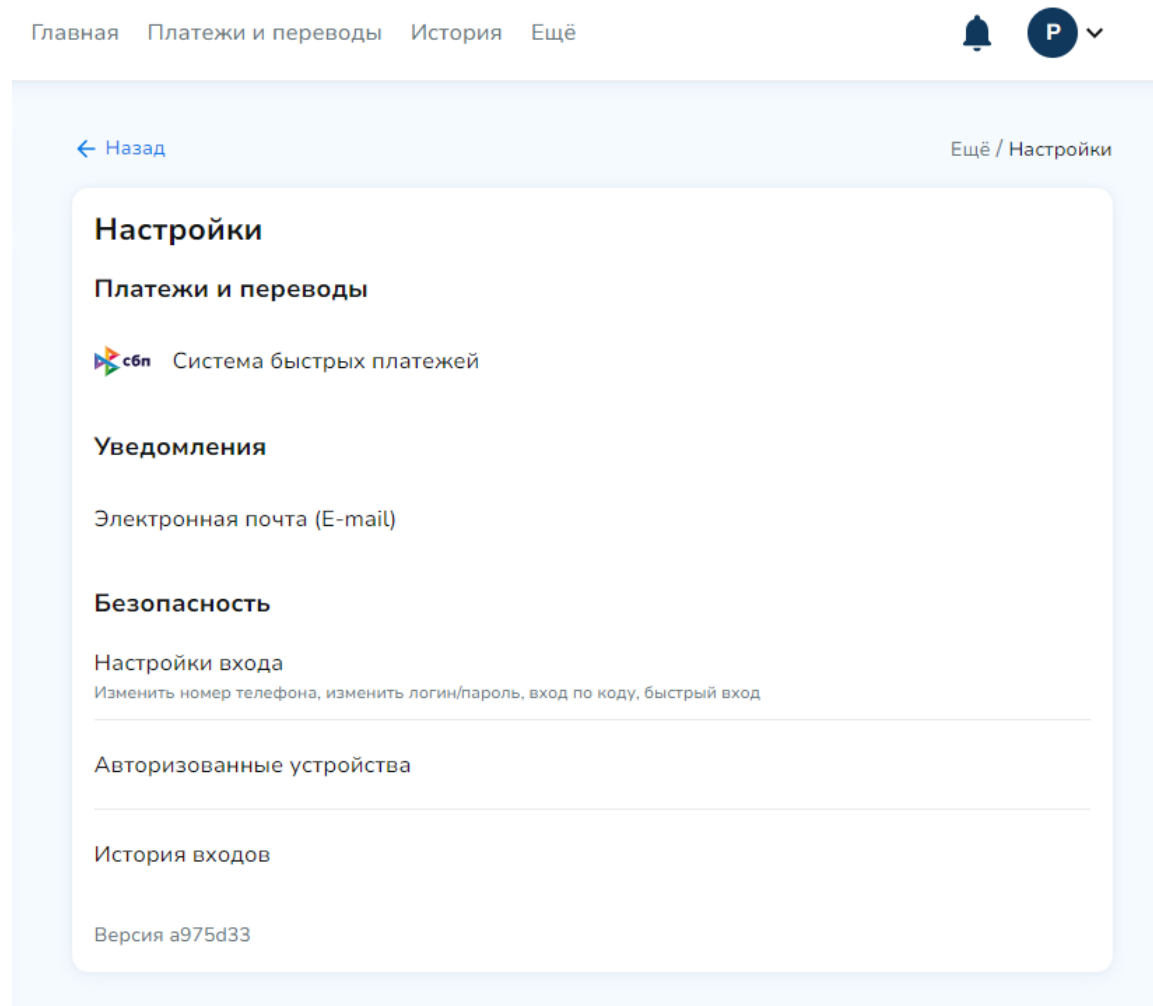 Главная Платежи и переводы История Ещё P
Назад Ещё / Настройки
Настройки
Платежи и переводы
сбп Система быстрых платежей
Уведомления
Электронная почта (E-mail)
Безопасность
Настройки входа
Изменить номер телефона, изменить логин/пароль, вход по коду, быстрый вход
Авторизованные устройства
История входов
Версия a975d33